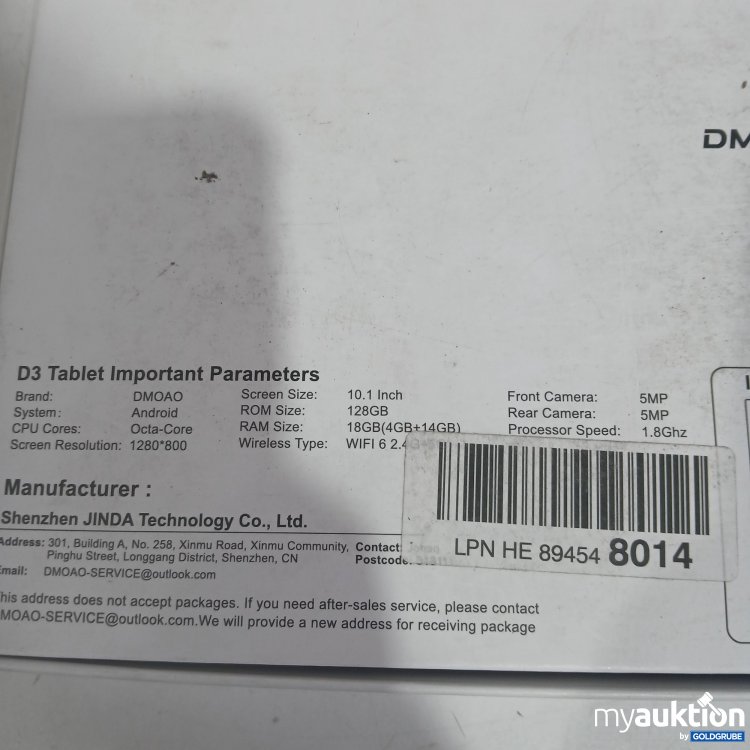 DM
D3 Tablet Important Parameters
Brand: DMOAO Screen Size: 10.1 Inch Front Camera: 5MP
System: Android ROM Size: 128GB Rear Camera: 5MP
CPU Cores: Octa-Core RAM Size: 18GB(4GB+14GB) Processor Speed: 1.8Ghz
Screen Resolution: 1280*800 Wireless Type: WIFI 6 2.4
Manufacturer :
Shenzhen JINDA Technology Co., Ltd.
Address: 301, Building A, No. 258, Xinmu Road, Xinmu Community, Contact:
Pinghu Street, Longgang District, Shenzhen, CN Postcode:
Email: DMOAO-SERVICE@outlook.com
LPN HE 89454 8014
his address does not accept packages. If you need after-sales service, please contact
MOAO-SERVICE@outlook.com.We will provide a new address for receiving package
myauktion
by GOLDGRUBE